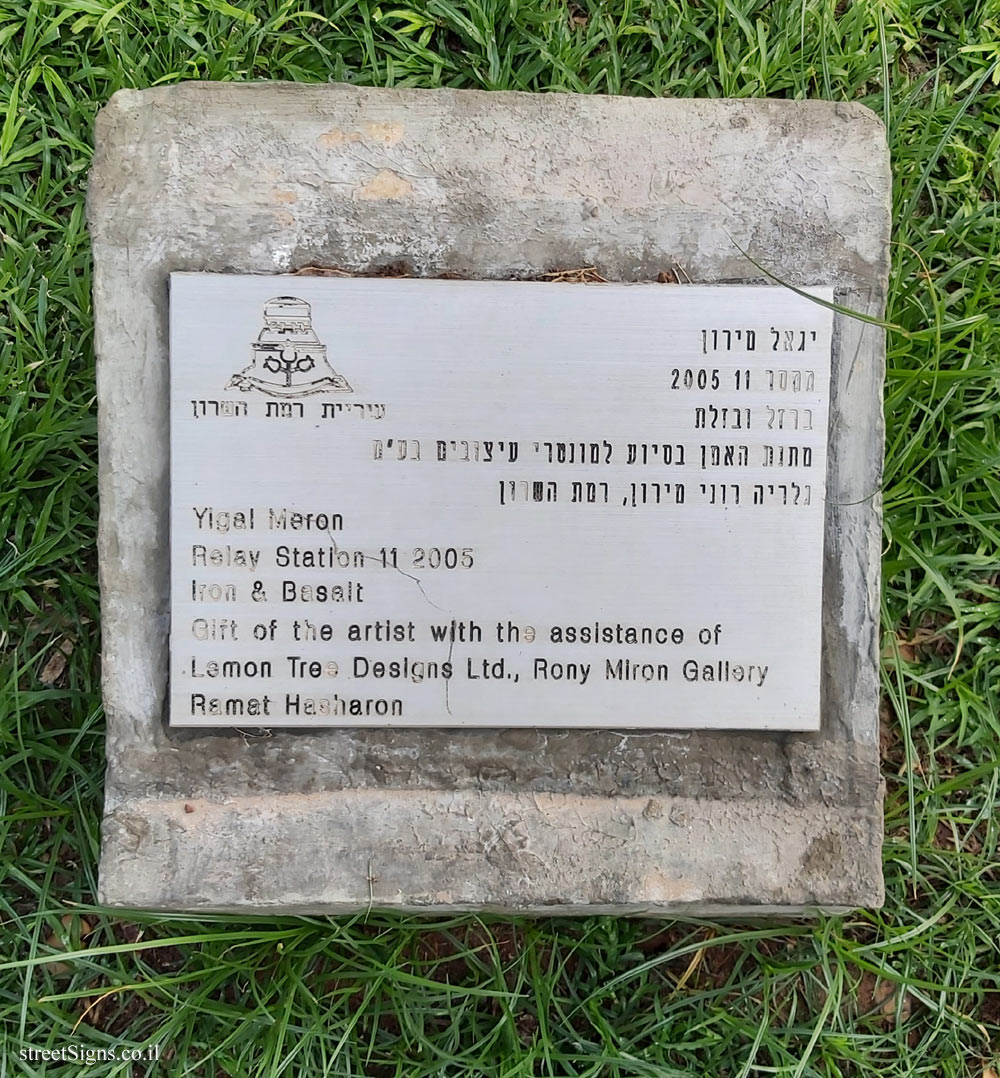 עיריית רמת השרון
יגאל מירון
ממסר 11 2005
ברזל ובזלת
מתנת האמן בסיוע למונטרי עיצובים בע"מ
גלריה רוני מירון, רמת השרון
Yigal Meron
Relay Station 11 2005
Iron & Basalt
Gift of the artist with the assistance of
Lemon Tree Designs Ltd., Rony Miron Gallery
Ramat Hasharon
streetSigns.co.il